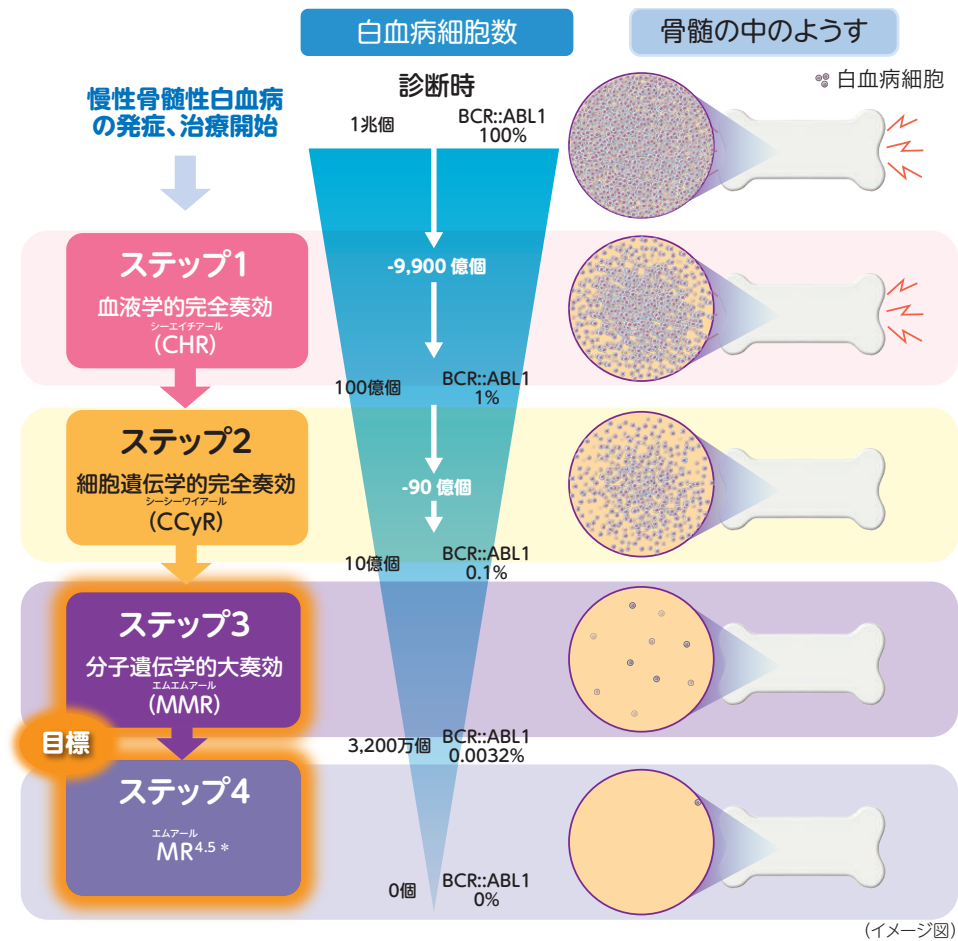 白血病細胞数
骨髄の中のようす
白血病細胞
慢性骨髄性白血病
の発症、治療開始
診断時
1兆個
BCR::ABL1
100%
ステップ1
血液学的完全奏効
シーエイチアール
(CHR)
-9,900 億個
100億個
BCR::ABL1
1%
ステップ2
細胞遺伝学的完全奏効
シーシーワイアール
(CCyR)
-90 億個
10億個
BCR::ABL1
0.1%
ステップ3
分子遺伝学的大奏効
エムエムアール
(MMR)
目標
3,200万個
BCR::ABL1
0.0032%
ステップ4
エムアール
MR4.5 *
0個
BCR::ABL1
0%
(イメージ図)